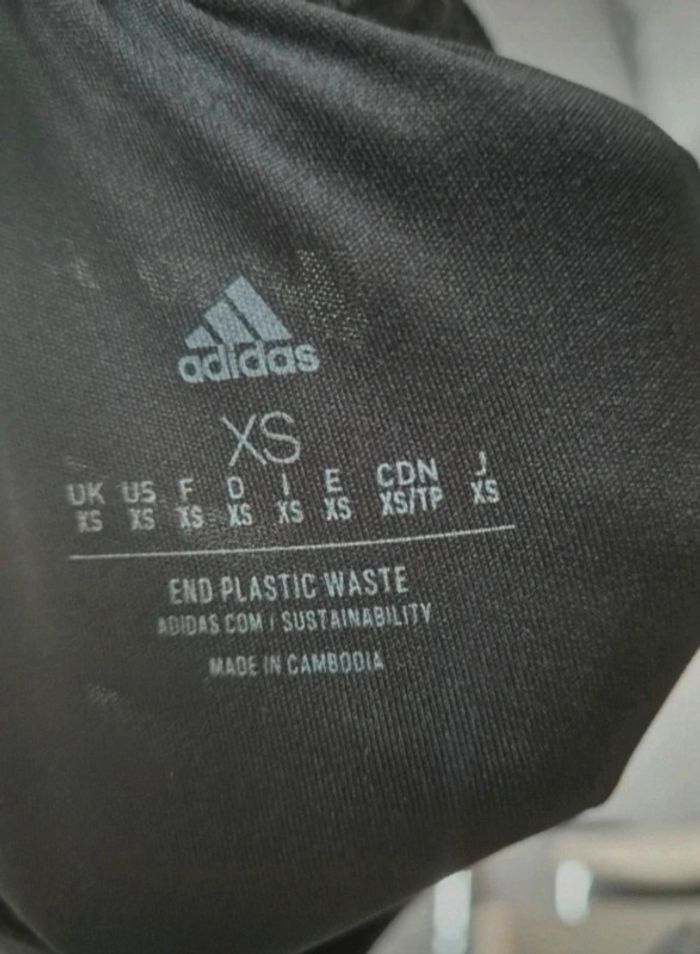 adidas
XS
UK US F D I E CDN J
XS XS XS XS XS XS XS/TP XS
END PLASTIC WASTE
ADIDAS.COM / SUSTAINABILITY
MADE IN CAMBODIA